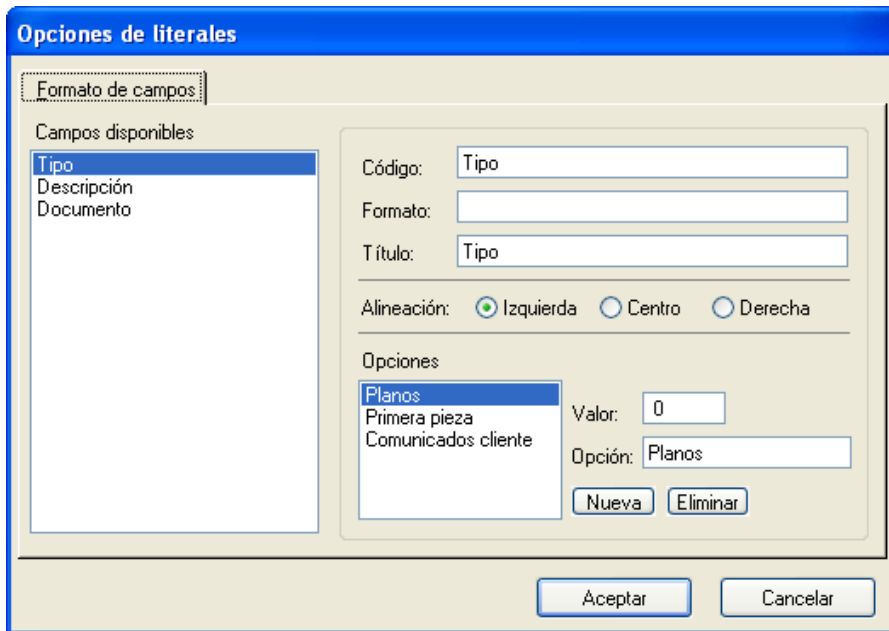 Opciones de literales
Formato de campos
Campos disponibles
Tipo
Descripción
Documento
Código: Tipo
Formato:
Título: Tipo
Alineación: Izquierda Centro Derecha
Opciones
Planos
Primera pieza
Comunicados cliente
Valor: 0
Opción: Planos
Nueva Eliminar
Aceptar Cancelar